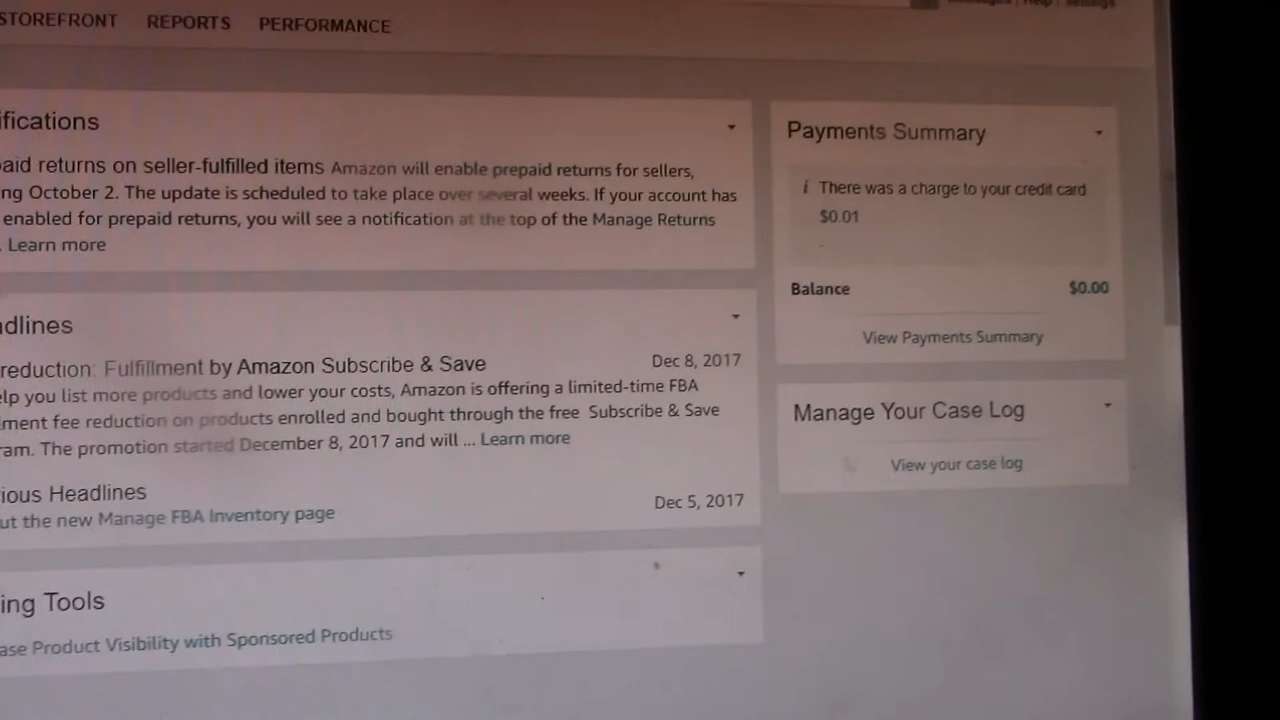 STOREFRONT REPORTS PERFORMANCE
Help | Settings
ifications
aid returns on seller-fulfilled items Amazon will enable prepaid returns for sellers,
ng October 2. The update is scheduled to take place over several weeks. If your account has
enabled for prepaid returns, you will see a notification at the top of the Manage Returns
. Learn more
Payments Summary
i There was a charge to your credit card
$0.01
Balance $0.00
View Payments Summary
Manage Your Case Log
View your case log
adlines
reduction: Fulfillment by Amazon Subscribe & Save Dec 8, 2017
elp you list more products and lower your costs, Amazon is offering a limited-time FBA
ment fee reduction on products enrolled and bought through the free Subscribe & Save
ram. The promotion started December 8, 2017 and will ... Learn more
ious Headlines Dec 5, 2017
ut the new Manage FBA Inventory page
ing Tools
ase Product Visibility with Sponsored Products